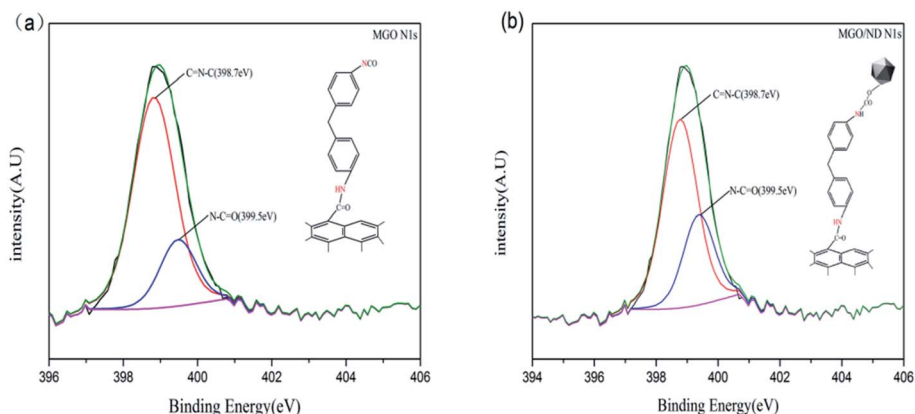 (a)
MGO N1s
NCO
C=N-C(398.7eV)
N-C=O(399.5eV)
HN
C=O
intensity(A.U)
396 398 400 402 404 406
Binding Energy(eV)
(b)
MGO/ND N1s
O
CO
NH
C=N-C(398.7eV)
N-C=O(399.5eV)
HN
C=O
intensity(A.U)
394 396 398 400 402 404 406
Binding Energy(eV)